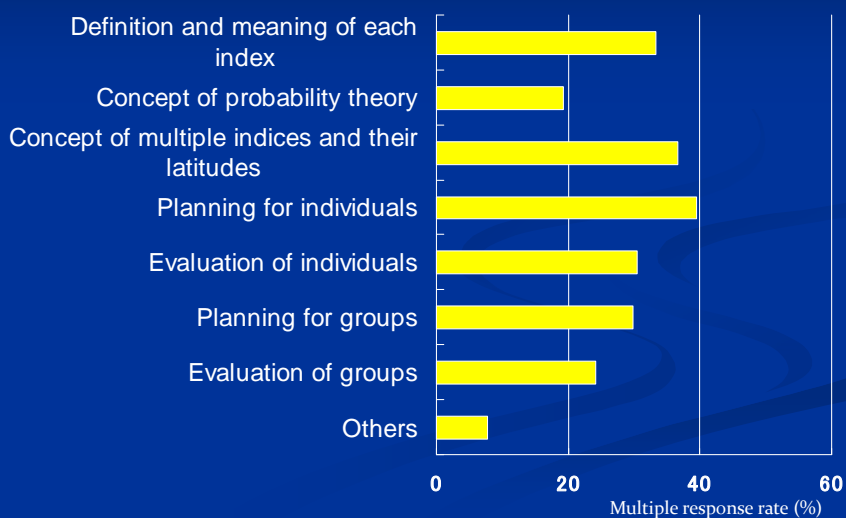 Definition and meaning of each
index
Concept of probability theory
Concept of multiple indices and their
latitudes
Planning for individuals
Evaluation of individuals
Planning for groups
Evaluation of groups
Others
0 20 40 60
Multiple response rate (%)